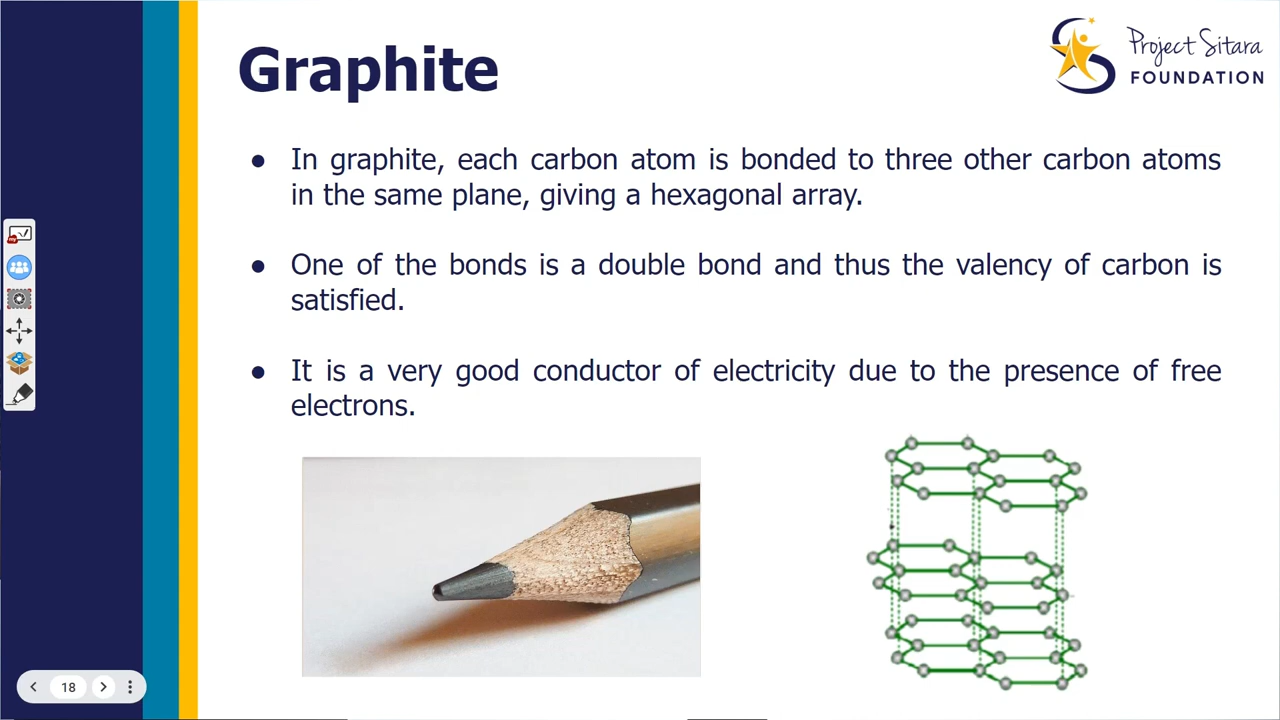 Graphite
Project Sitara
FOUNDATION
● In graphite, each carbon atom is bonded to three other carbon atoms
in the same plane, giving a hexagonal array.
● One of the bonds is a double bond and thus the valency of carbon is
satisfied.
● It is a very good conductor of electricity due to the presence of free
electrons.
18